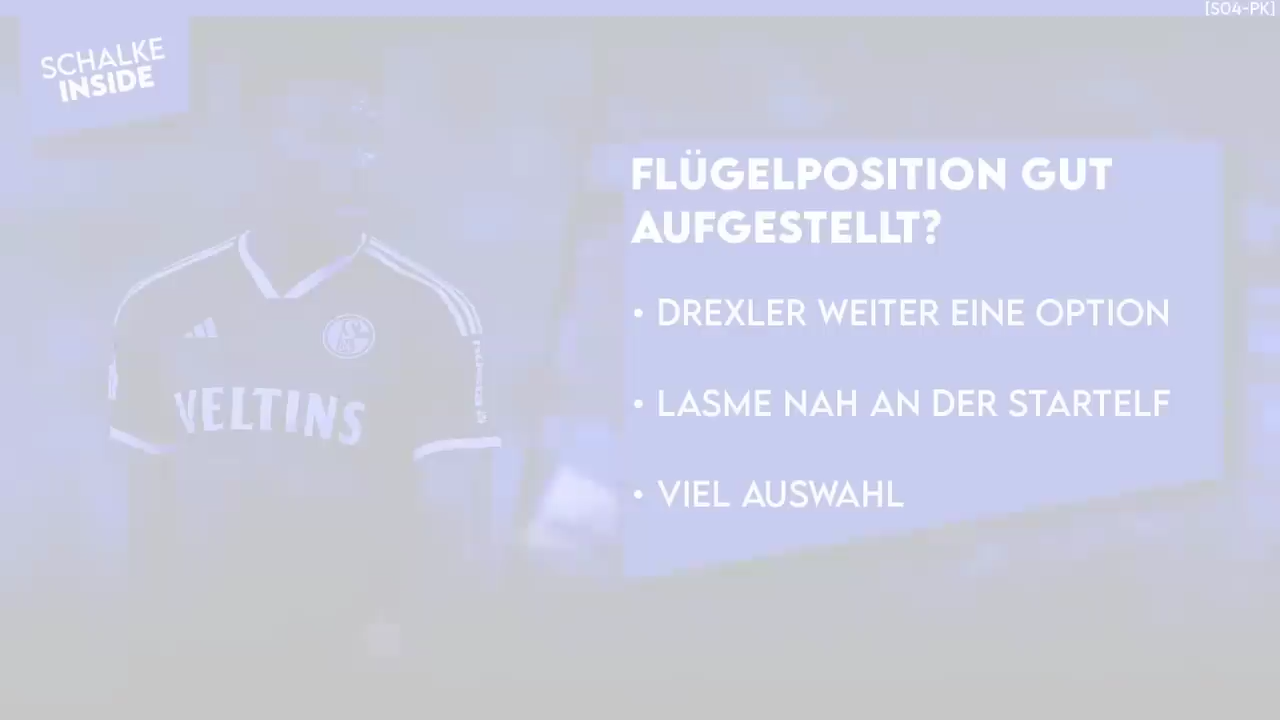 [S04-PK]
SCHALKE
INSIDE
FLÜGELPOSITION GUT
AUFGESTELLT?
• DREXLER WEITER EINE OPTION
• LASME NAH AN DER STARTELF
• VIEL AUSWAHL
VELTINS